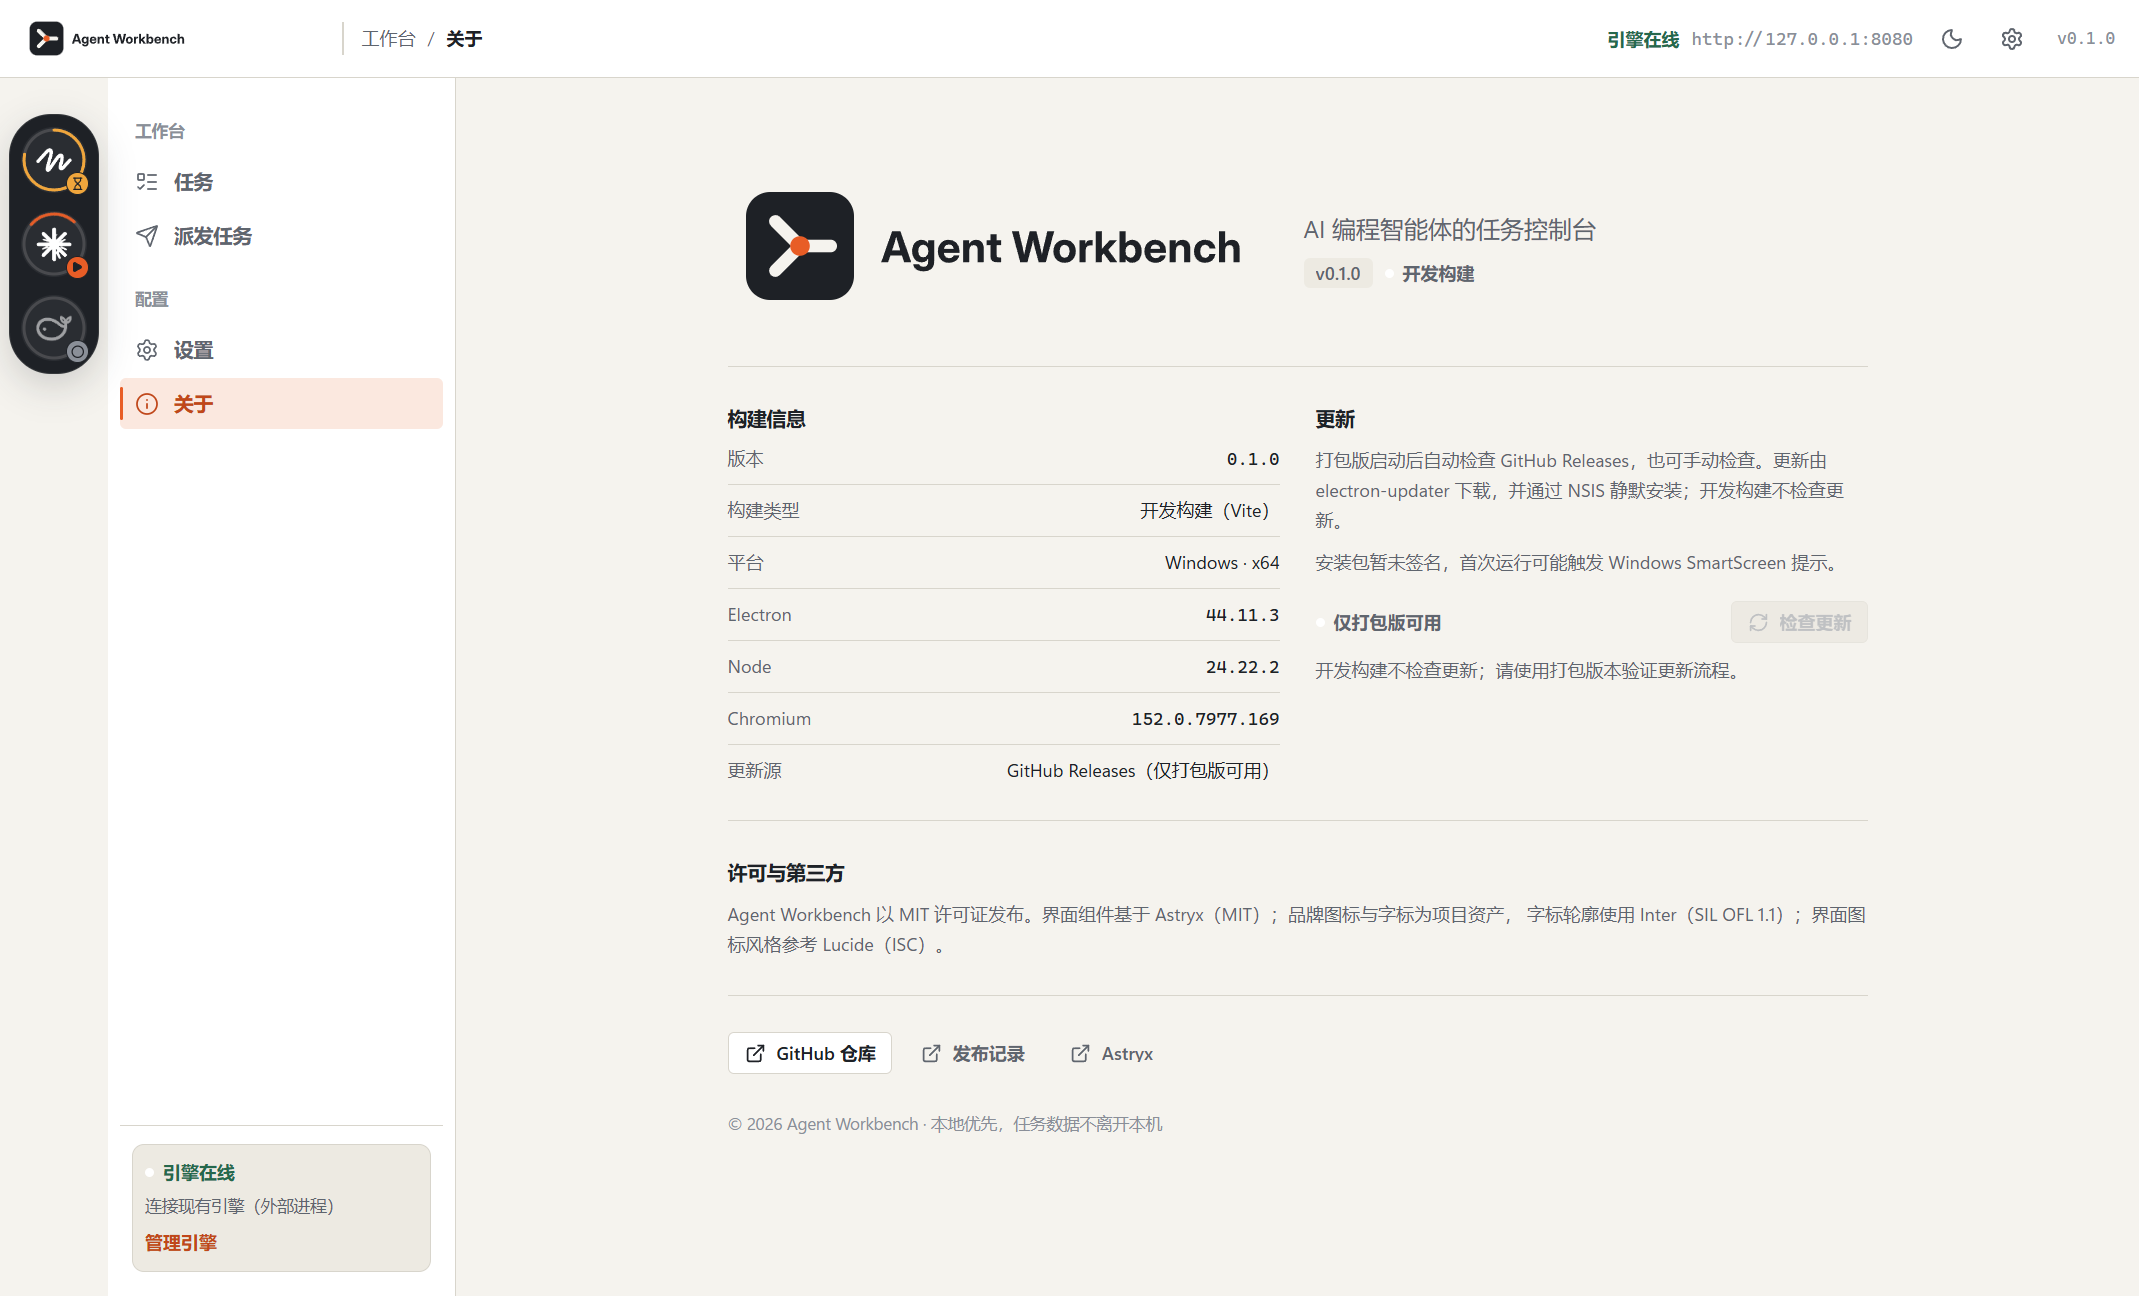 Agent Workbench
工作台 / 关于
引擎在线 http://127.0.0.1:8080
v0.1.0
工作台
任务
派发任务
配置
设置
关于
引擎在线
连接现有引擎（外部进程）
管理引擎
Agent Workbench
AI 编程智能体的任务控制台
v0.1.0 开发构建
构建信息
版本 0.1.0
构建类型 开发构建（Vite）
平台 Windows · x64
Electron 44.11.3
Node 24.22.2
Chromium 152.0.7977.169
更新源 GitHub Releases（仅打包版可用）
更新
打包版启动后自动检查 GitHub Releases，也可手动检查。更新由
electron-updater 下载，并通过 NSIS 静默安装；开发构建不检查更
新。
安装包暂未签名，首次运行可能触发 Windows SmartScreen 提示。
仅打包版可用
检查更新
开发构建不检查更新；请使用打包版本验证更新流程。
许可与第三方
Agent Workbench 以 MIT 许可证发布。界面组件基于 Astryx（MIT）；品牌图标与字标为项目资产， 字标轮廓使用 Inter（SIL OFL 1.1）；界面图
标风格参考 Lucide（ISC）。
GitHub 仓库
发布记录
Astryx
© 2026 Agent Workbench · 本地优先，任务数据不离开本机